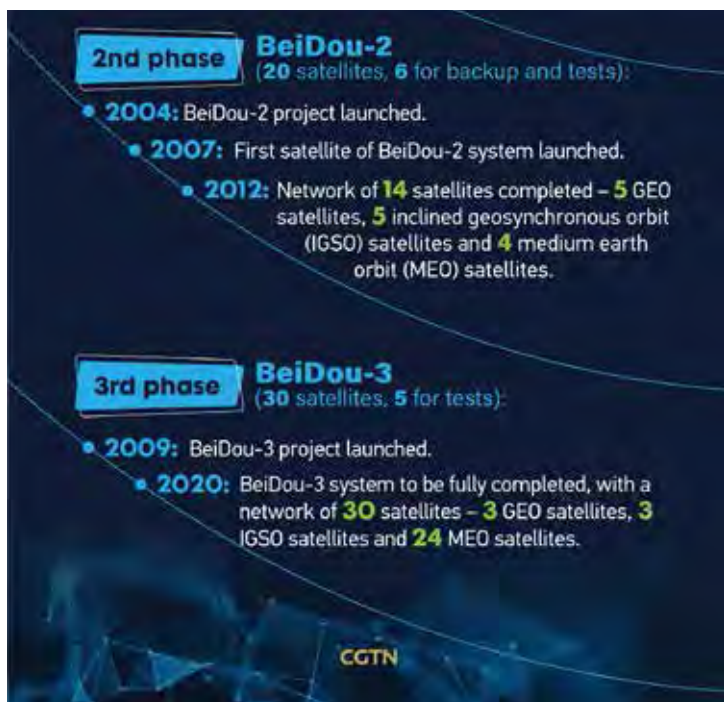 2nd phase
BeiDou-2
(20 satellites, 6 for backup and tests):
2004: BeiDou-2 project launched.
2007: First satellite of BeiDou-2 system launched.
2012: Network of 14 satellites completed – 5 GEO
satellites, 5 inclined geosynchronous orbit
(IGSO) satellites and 4 medium earth
orbit (MEO) satellites.
3rd phase
BeiDou-3
(30 satellites, 5 for tests):
2009: BeiDou-3 project launched.
2020: BeiDou-3 system to be fully completed, with a
network of 30 satellites – 3 GEO satellites, 3
IGSO satellites and 24 MEO satellites.
CGTN